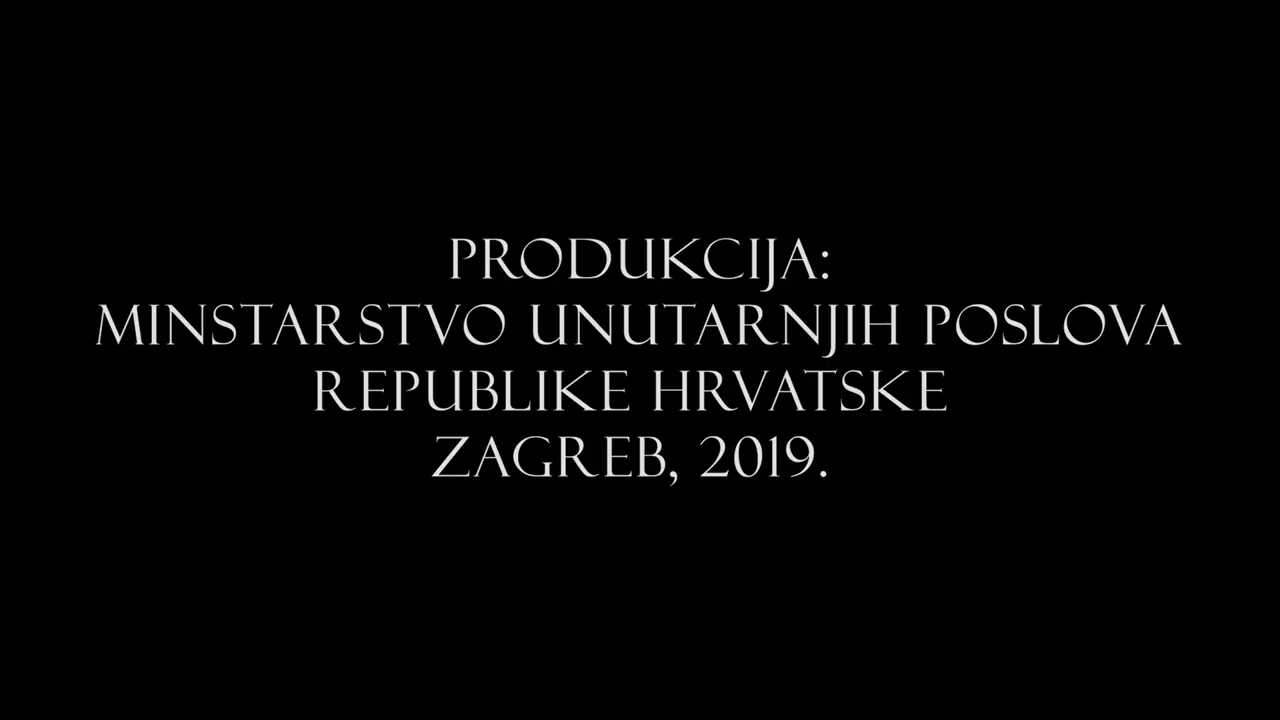 PRODUKCIJA:
MINSTARSTVO UNUTARNJIH POSLOVA
REPUBLIKE HRVATSKE
ZAGREB, 2019.